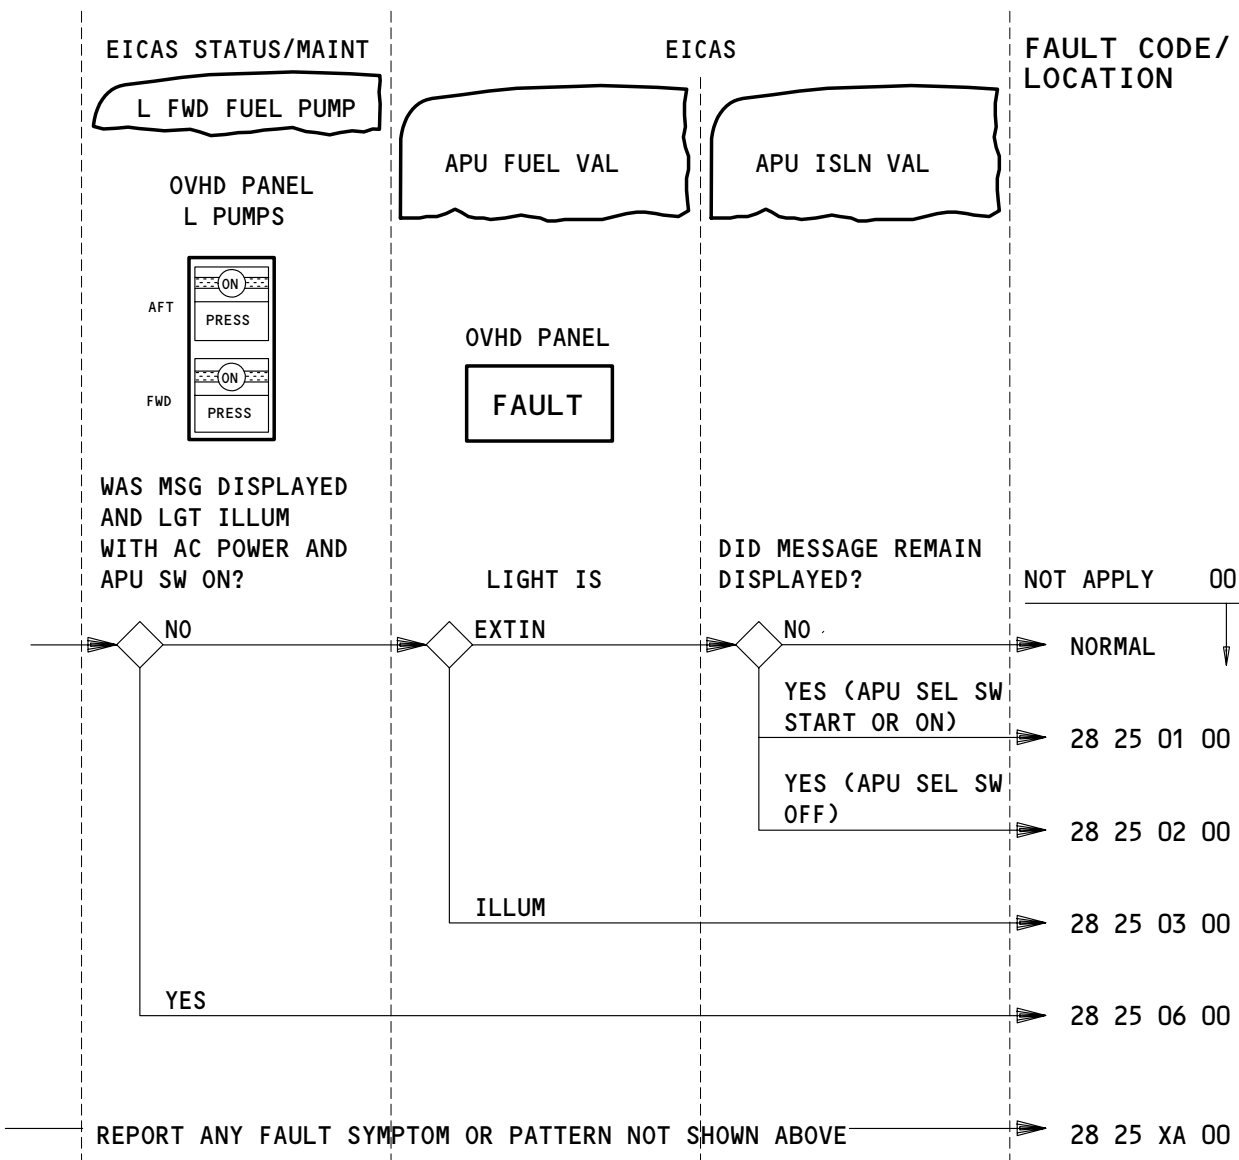 EICAS STATUS/MAINT
EICAS
FAULT CODE/
LOCATION
L FWD FUEL PUMP
APU FUEL VAL
APU ISLN VAL
OVHD PANEL
L PUMPS
AFT
ON
PRESS
FWD
ON
PRESS
OVHD PANEL
FAULT
WAS MSG DISPLAYED
AND LGT ILLUM
WITH AC POWER AND
APU SW ON?
LIGHT IS
DID MESSAGE REMAIN
DISPLAYED?
NOT APPLY 00
NO
EXTIN
NO
NORMAL
YES (APU SEL SW
START OR ON)
28 25 01 00
YES (APU SEL SW
OFF)
28 25 02 00
ILLUM
28 25 03 00
YES
28 25 06 00
REPORT ANY FAULT SYMPTOM OR PATTERN NOT SHOWN ABOVE
28 25 XA 00